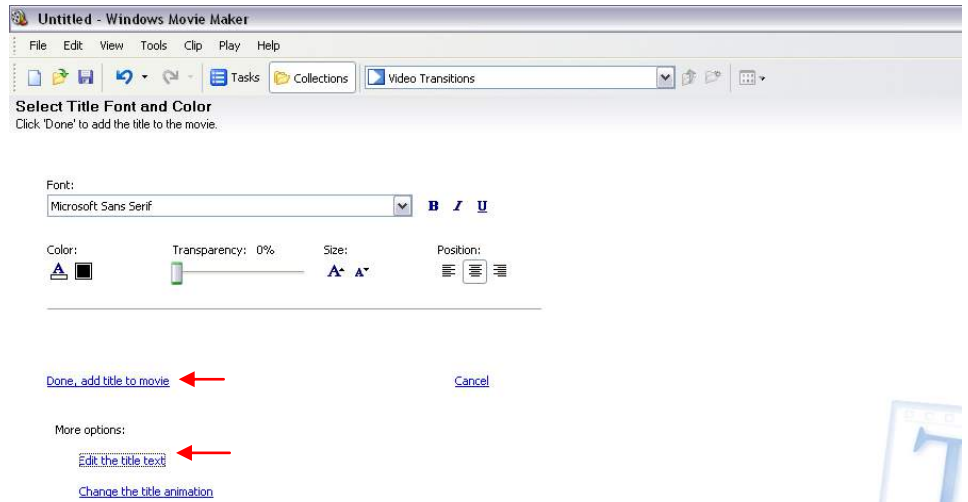 Untitled - Windows Movie Maker
File Edit View Tools Clip Play Help
Tasks Collections Video Transitions
Select Title Font and Color
Click 'Done' to add the title to the movie.
Font:
Microsoft Sans Serif B I U
Color: Transparency: 0% Size: Position:
A A A
Done, add title to movie Cancel
More options:
Edit the title text
Change the title animation
T